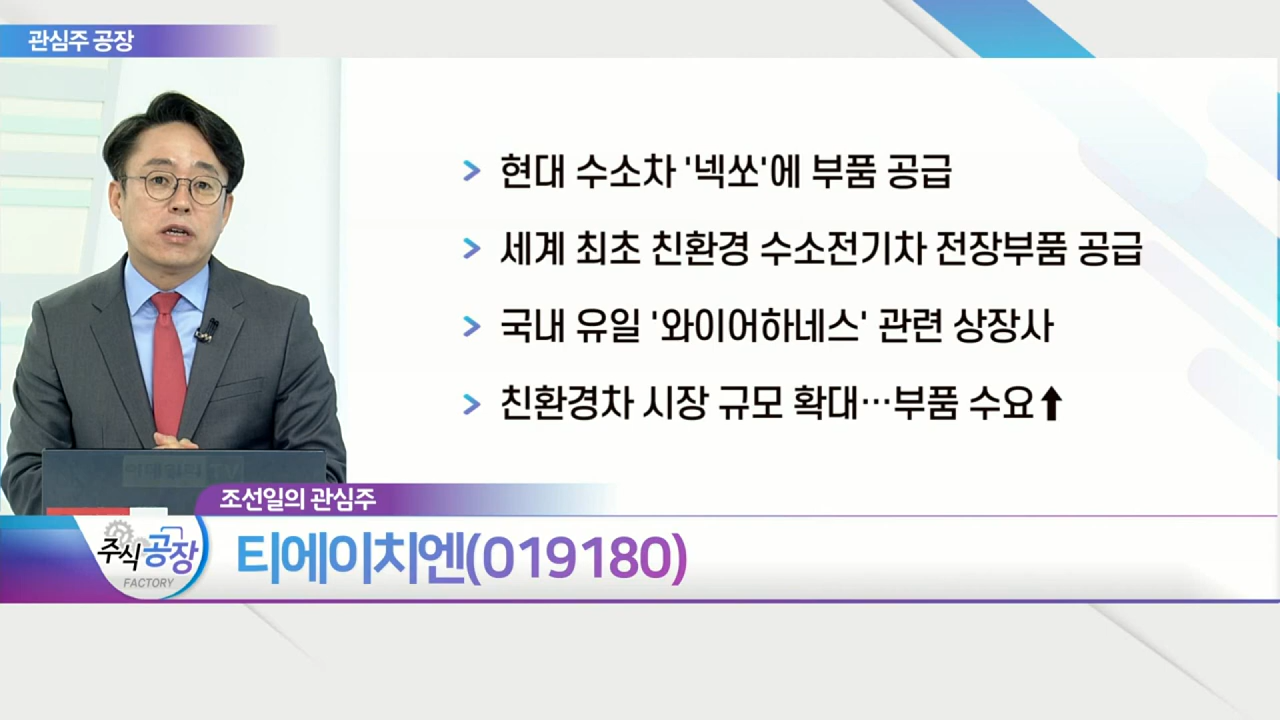 관심주 공장
> 현대 수소차 '넥쏘'에 부품 공급
> 세계 최초 친환경 수소전기차 전장부품 공급
> 국내 유일 '와이어하네스' 관련 상장사
> 친환경차 시장 규모 확대…부품 수요⬆
조선일의 관심주
주식공장
FACTORY
티에이치엔(019180)